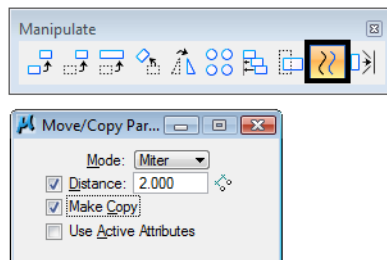 Manipulate
Move/Copy Par...
Mode: Miter
Distance: 2.000
Make Copy
Use Active Attributes